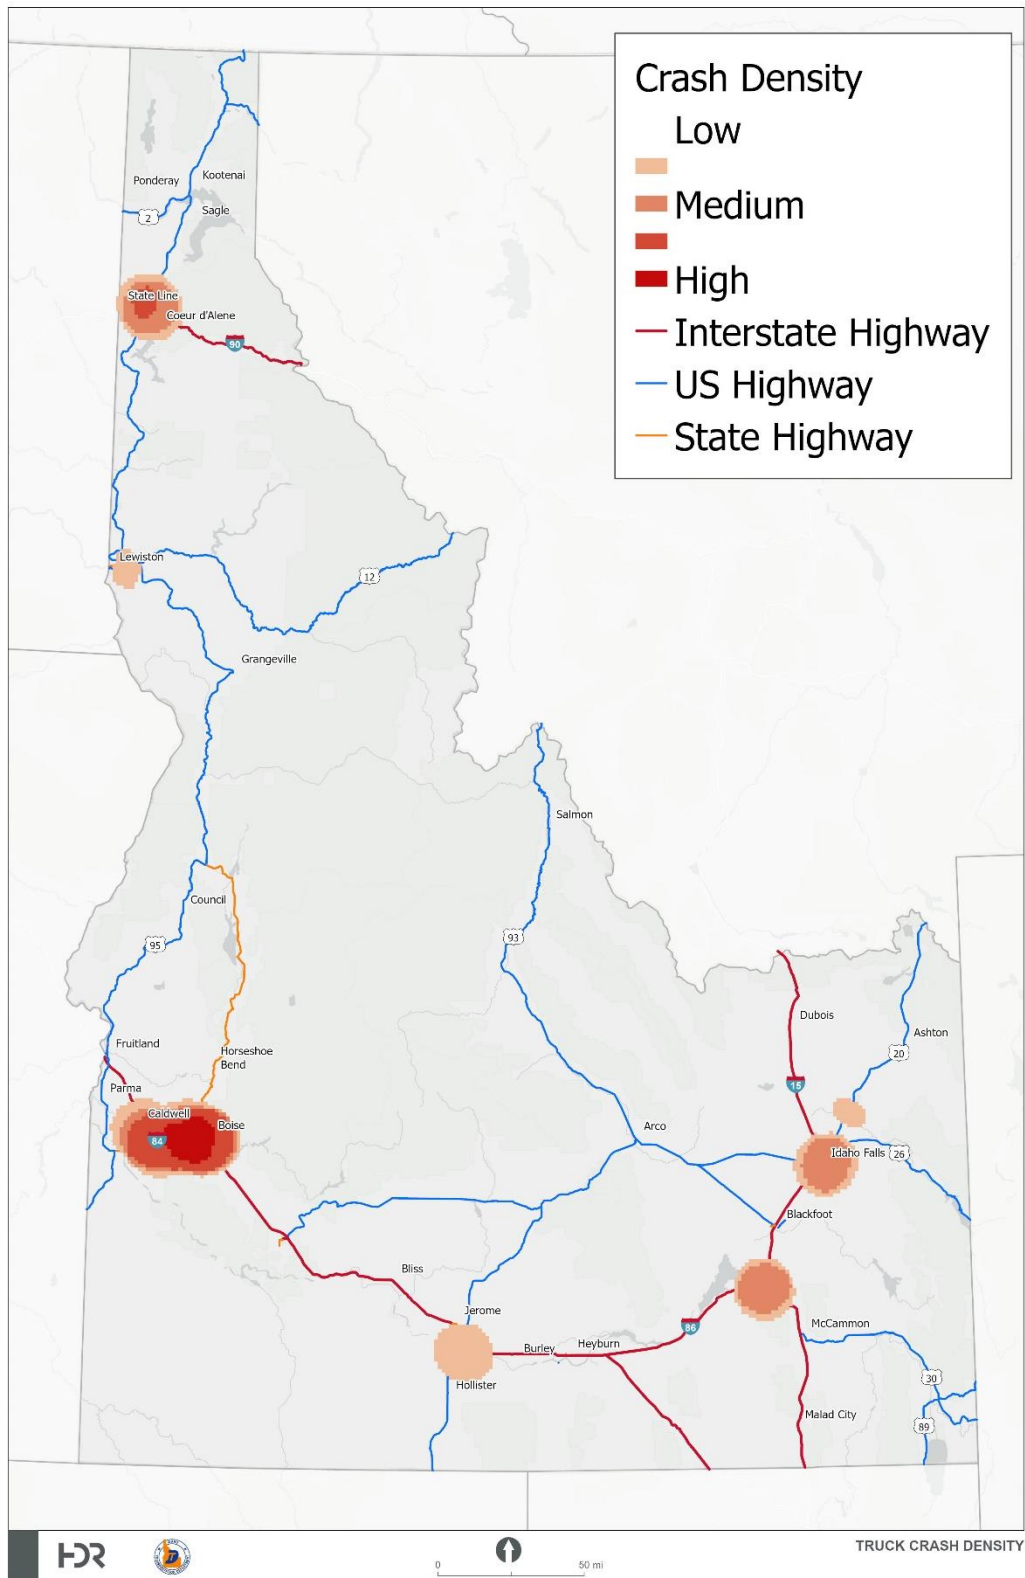 Crash Density
Low
Medium
High
Interstate Highway
US Highway
State Highway
Ponderay
Kootenai
Sagle
2
State Line
Coeur d'Alene
90
Lewiston
12
Grangeville
Salmon
Council
93
95
Dubois
Ashton
Fruitland
Horseshoe
Bend
20
Parma
15
Caldwell
Boise
84
Arco
Idaho Falls
26
Blackfoot
Bliss
Jerome
McCammon
86
Burley
Heyburn
30
Hollister
Malad City
89
HDR
0
50 mi
TRUCK CRASH DENSITY